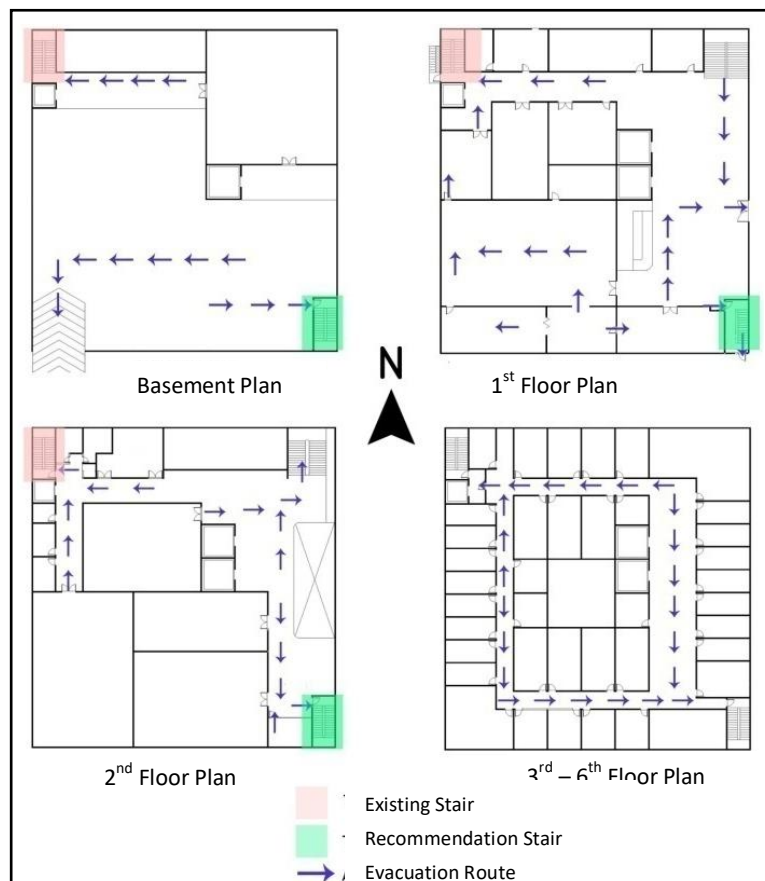 Basement Plan
N
1st Floor Plan
2nd Floor Plan
3rd – 6th Floor Plan
Existing Stair
Recommendation Stair
Evacuation Route